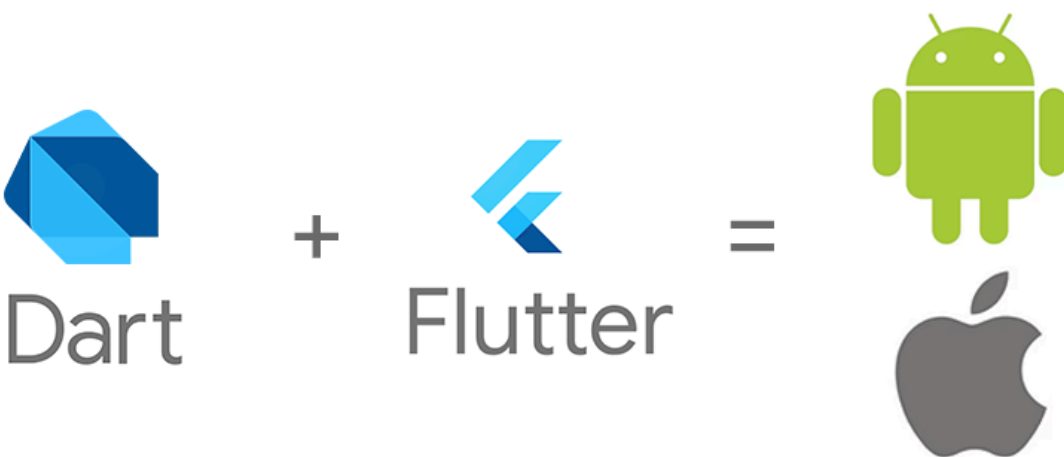 Dart + Flutter =